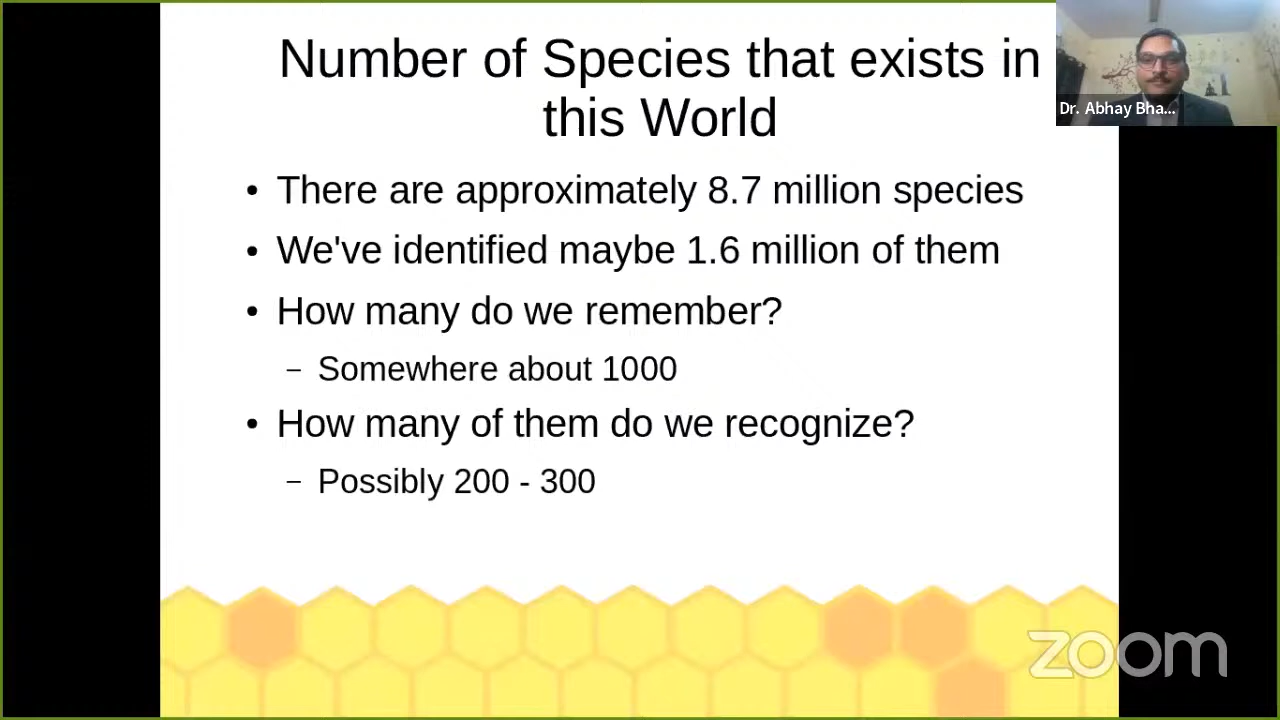 Number of Species that exists in
this World
• There are approximately 8.7 million species
• We've identified maybe 1.6 million of them
• How many do we remember?
– Somewhere about 1000
• How many of them do we recognize?
– Possibly 200 - 300
Dr. Abhay Bha...
zoom